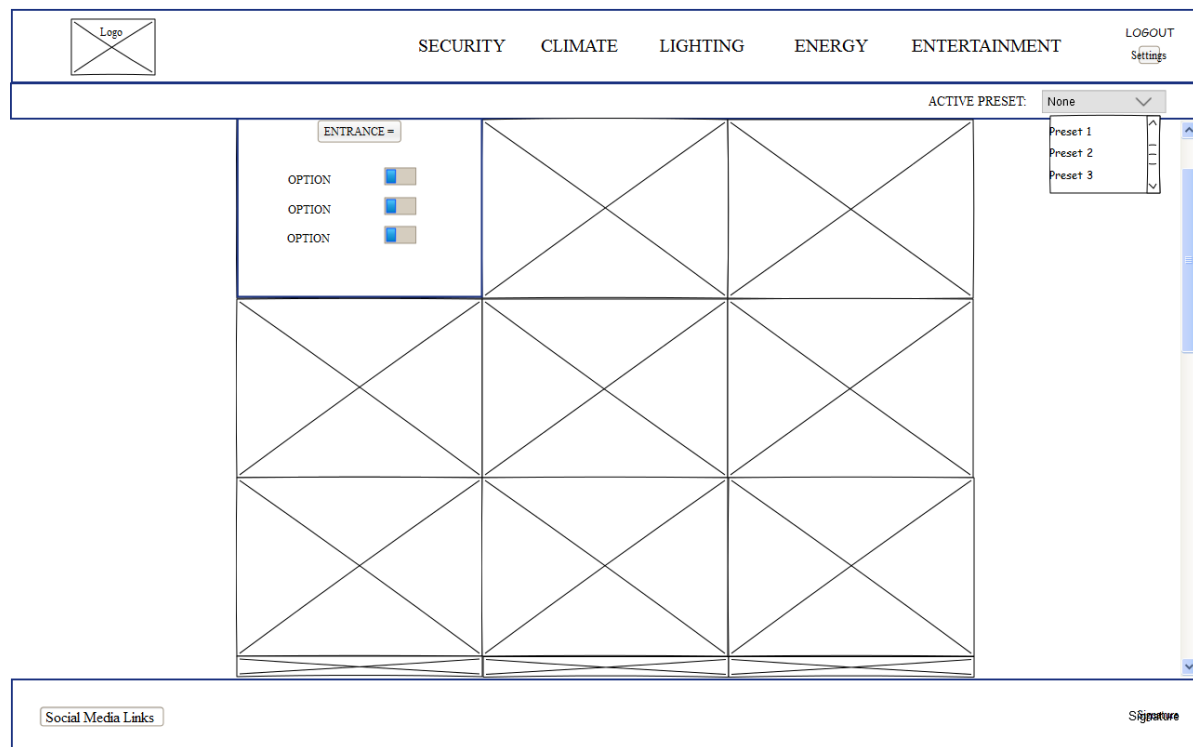 Logo
SECURITY CLIMATE LIGHTING ENERGY ENTERTAINMENT
LOGOUT
Settings
ACTIVE PRESET: None
Preset 1
Preset 2
Preset 3
ENTRANCE =
OPTION
OPTION
OPTION
Social Media Links
Signature